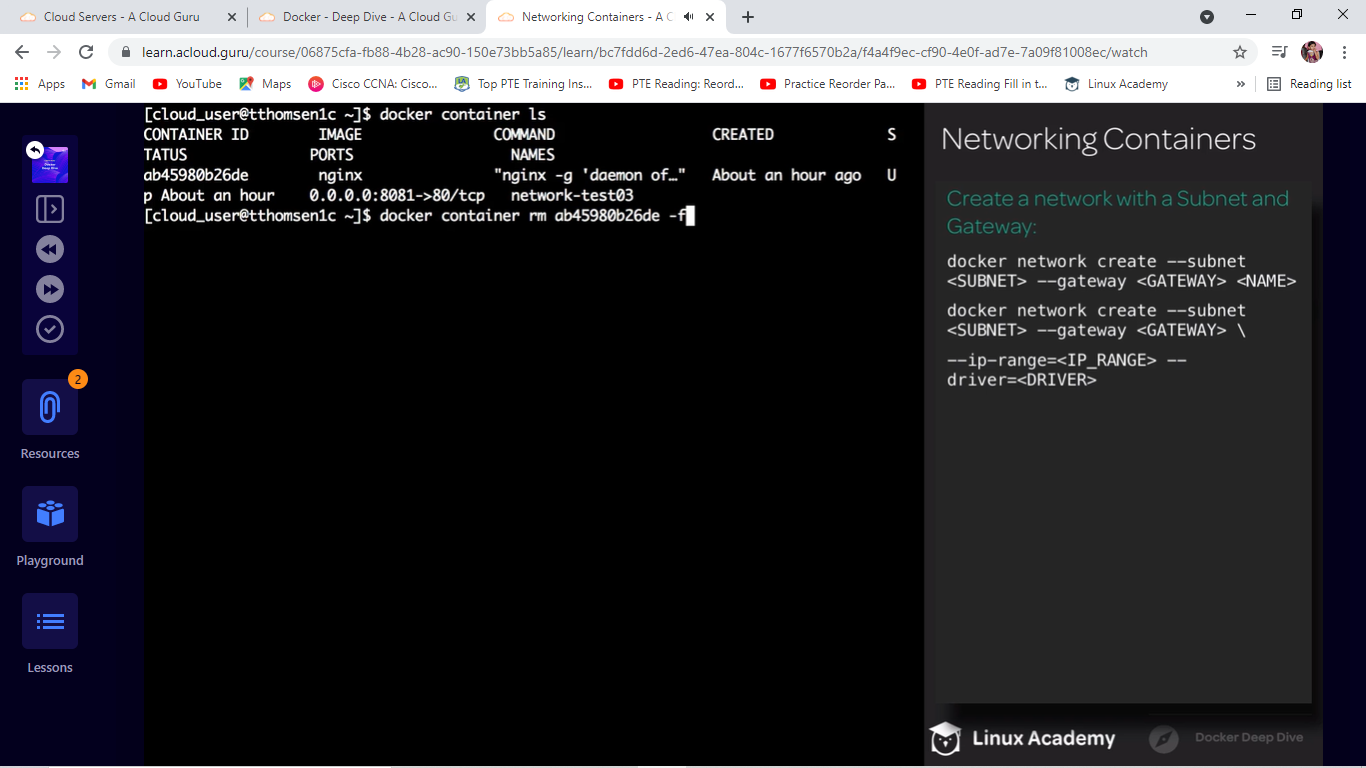 Cloud Servers - A Cloud Guru
Docker - Deep Dive - A Cloud Gu
Networking Containers - A C
learn.acloud.guru/course/06875cfa-fb88-4b28-ac90-150e73bb5a85/learn/bc7fdd6d-2ed6-47ea-804c-1677f6570b2a/f4a4f9ec-cf90-4e0f-ad7e-7a09f81008ec/watch
Apps Gmail YouTube Maps Cisco CCNA: Cisco... Top PTE Training Ins... PTE Reading: Reord... Practice Reorder Pa... PTE Reading Fill in t... Linux Academy » Reading list
[cloud_user@tthomsen1c ~]$ docker container ls
CONTAINER ID IMAGE COMMAND CREATED S
TATUS PORTS NAMES
ab45980b26de nginx "nginx -g 'daemon of…" About an hour ago U
p About an hour 0.0.0.0:8081->80/tcp network-test03
[cloud_user@tthomsen1c ~]$ docker container rm ab45980b26de -f
2
Resources
Playground
Lessons
Networking Containers
Create a network with a Subnet and
Gateway:
docker network create --subnet
<SUBNET> --gateway <GATEWAY> <NAME>
docker network create --subnet
<SUBNET> --gateway <GATEWAY> \
--ip-range=<IP_RANGE> --
driver=<DRIVER>
Linux Academy
Docker Deep Dive